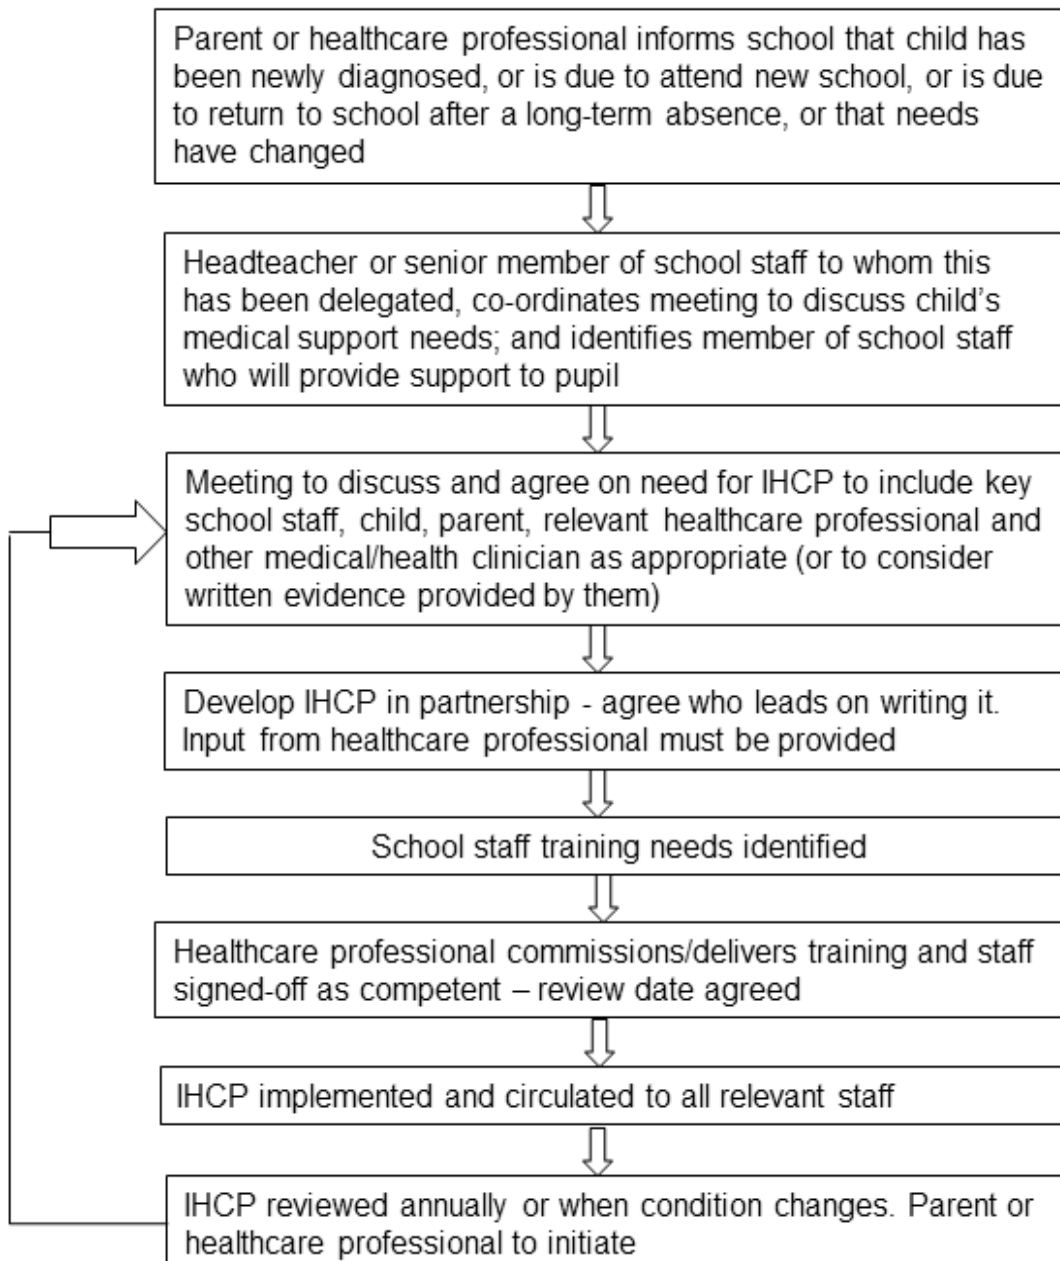 Parent or healthcare professional informs school that child has
been newly diagnosed, or is due to attend new school, or is due
to return to school after a long-term absence, or that needs
have changed
Headteacher or senior member of school staff to whom this
has been delegated, co-ordinates meeting to discuss child's
medical support needs; and identifies member of school staff
who will provide support to pupil
Meeting to discuss and agree on need for IHCP to include key
school staff, child, parent, relevant healthcare professional and
other medical/health clinician as appropriate (or to consider
written evidence provided by them)
Develop IHCP in partnership - agree who leads on writing it.
Input from healthcare professional must be provided
School staff training needs identified
Healthcare professional commissions/delivers training and staff
signed-off as competent – review date agreed
IHCP implemented and circulated to all relevant staff
IHCP reviewed annually or when condition changes. Parent or
healthcare professional to initiate